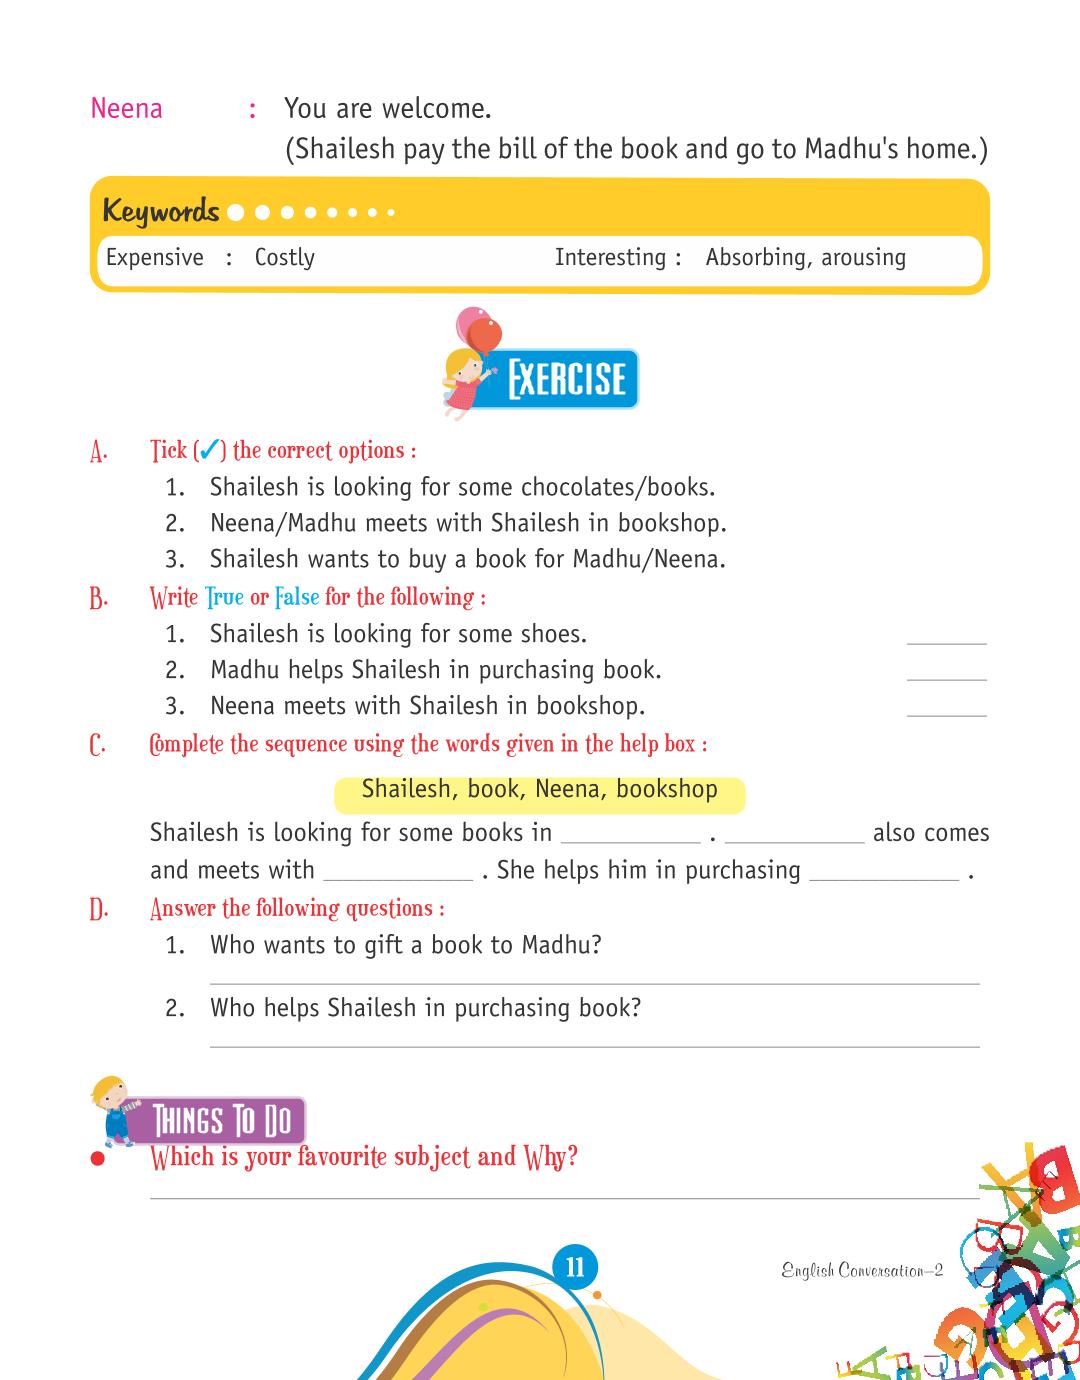 Neena : You are welcome.
(Shailesh pay the bill of the book and go to Madhu's home.)
Keywords
Expensive : Costly Interesting : Absorbing, arousing
EXERCISE
A. Tick (✓) the correct options :
1. Shailesh is looking for some chocolates/books.
2. Neena/Madhu meets with Shailesh in bookshop.
3. Shailesh wants to buy a book for Madhu/Neena.
B. Write True or False for the following :
1. Shailesh is looking for some shoes. ______
2. Madhu helps Shailesh in purchasing book. ______
3. Neena meets with Shailesh in bookshop. ______
C. Complete the sequence using the words given in the help box :
Shailesh, book, Neena, bookshop
Shailesh is looking for some books in ___________ . ___________ also comes
and meets with ____________ . She helps him in purchasing ____________ .
D. Answer the following questions :
1. Who wants to gift a book to Madhu?
2. Who helps Shailesh in purchasing book?
THINGS TO DO
● Which is your favourite subject and Why?
11
English Conversation–2